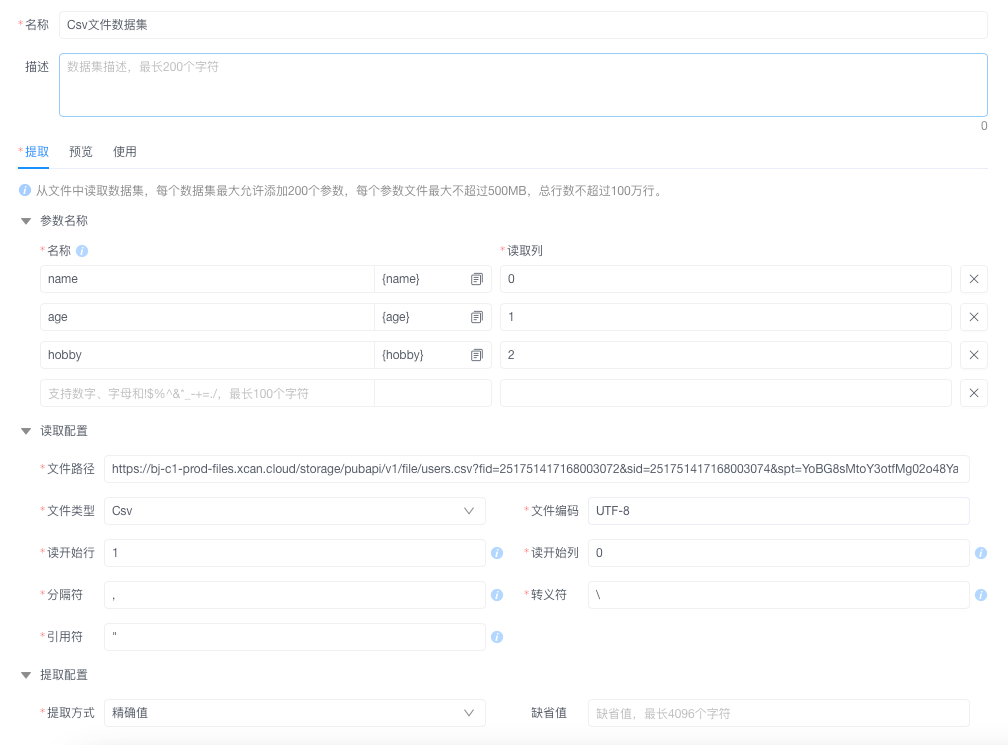 * 名称 Csv文件数据集
描述 数据集描述，最长200个字符
0
* 提取 预览 使用
从文件中读取数据集，每个数据集最大允许添加200个参数，每个参数文件最大不超过500MB，总行数不超过100万行。
参数名称
* 名称 * 读取列
name {name} 0
age {age} 1
hobby {hobby} 2
支持数字、字母和!$%^&*_-+=./，最长100个字符
读取配置
* 文件路径 https://bj-c1-prod-files.xcan.cloud/storage/pubapi/v1/file/users.csv?fid=251751417168003072&sid=251751417168003074&spt=YoBG8sMtoY3otfMg02o48Ya
* 文件类型 Csv * 文件编码 UTF-8
* 读开始行 1 * 读开始列 0
* 分隔符 , * 转义符 \
* 引用符 "
提取配置
* 提取方式 精确值 缺省值 缺省值，最长4096个字符